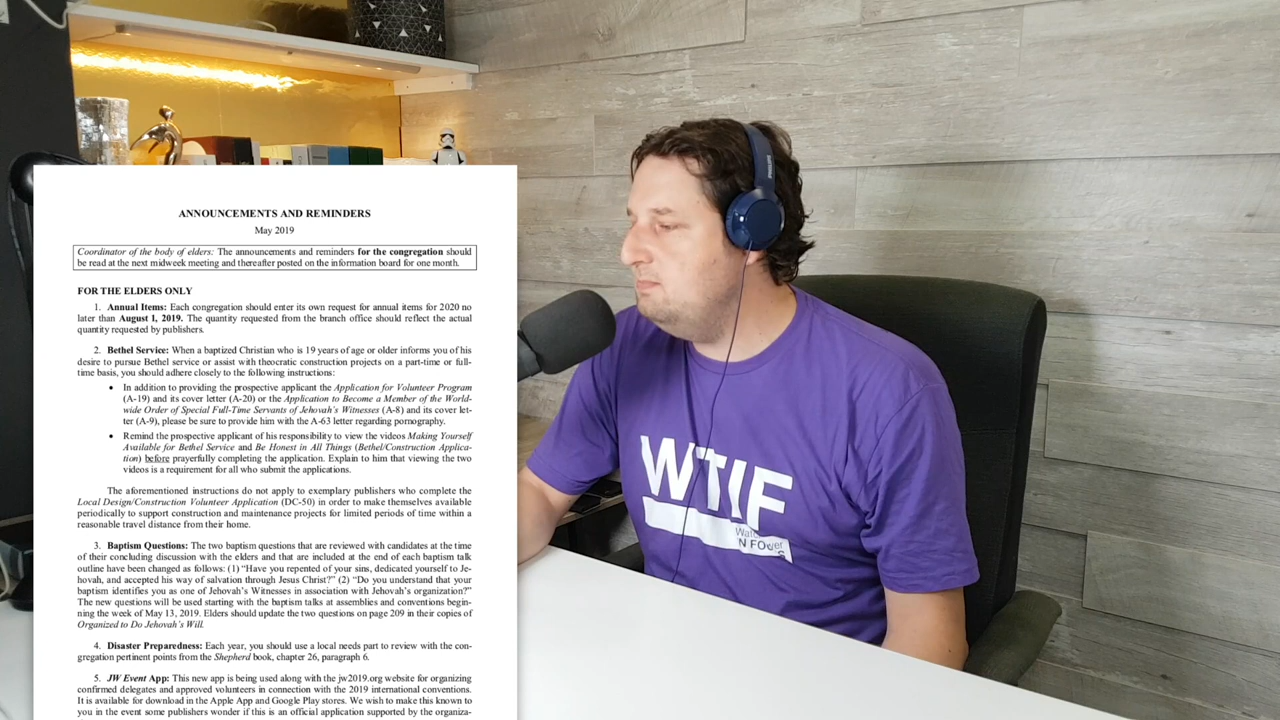 ANNOUNCEMENTS AND REMINDERS
May 2019
Coordinator of the body of elders: The announcements and reminders for the congregation should
be read at the next midweek meeting and thereafter posted on the information board for one month.
FOR THE ELDERS ONLY
1. Annual Items: Each congregation should enter its own request for annual items for 2020 no
later than August 1, 2019. The quantity requested from the branch office should reflect the actual
quantity requested by publishers.
2. Bethel Service: When a baptized Christian who is 19 years of age or older informs you of his
desire to pursue Bethel service or assist with theocratic construction projects on a part-time or full-
time basis, you should adhere closely to the following instructions:
• In addition to providing the prospective applicant the Application for Volunteer Program
(A-19) and its cover letter (A-20) or the Application to Become a Member of the World-
wide Order of Special Full-Time Servants of Jehovah's Witnesses (A-8) and its cover let-
ter (A-9), please be sure to provide him with the A-63 letter regarding pornography.
• Remind the prospective applicant of his responsibility to view the videos Making Yourself
Available for Bethel Service and Be Honest in All Things (Bethel/Construction Applica-
tion) before prayerfully completing the application. Explain to him that viewing the two
videos is a requirement for all who submit the applications.
The aforementioned instructions do not apply to exemplary publishers who complete the
Local Design/Construction Volunteer Application (DC-50) in order to make themselves available
periodically to support construction and maintenance projects for limited periods of time within a
reasonable travel distance from their home.
3. Baptism Questions: The two baptism questions that are reviewed with candidates at the time
of their concluding discussion with the elders and that are included at the end of each baptism talk
outline have been changed as follows: (1) "Have you repented of your sins, dedicated yourself to Je-
hovah, and accepted his way of salvation through Jesus Christ?" (2) "Do you understand that your
baptism identifies you as one of Jehovah's Witnesses in association with Jehovah's organization?"
The new questions will be used starting with the baptism talks at assemblies and conventions begin-
ning the week of May 13, 2019. Elders should update the two questions on page 209 in their copies of
Organized to Do Jehovah's Will.
4. Disaster Preparedness: Each year, you should use a local needs part to review with the con-
gregation pertinent points from the Shepherd book, chapter 26, paragraph 6.
5. JW Event App: This new app is being used along with the jw2019.org website for organizing
confirmed delegates and approved volunteers in connection with the 2019 international conventions.
It is available for download in the Apple App and Google Play stores. We wish to make this known to
you in the event some publishers wonder if this is an official application supported by the organiza-
PHILIPS
WTIF